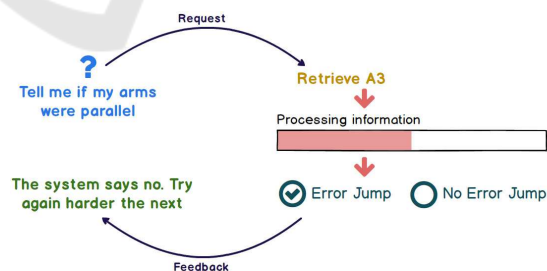 Request
?
Tell me if my arms
were parallel
Retrieve A3
Processing information
Error Jump
No Error Jump
The system says no. Try
again harder the next
Feedback